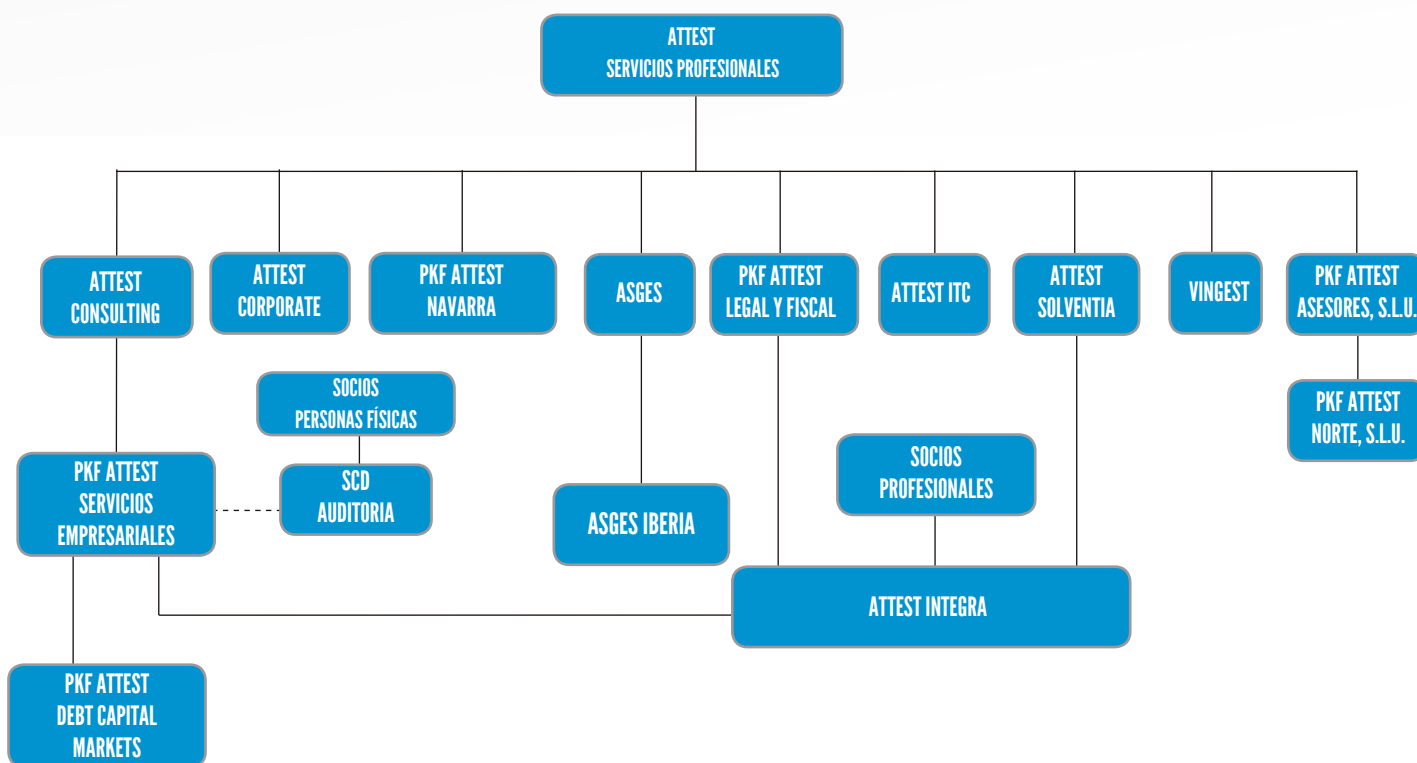 ATTEST
SERVICIOS PROFESIONALES
ATTEST
CONSULTING
ATTEST
CORPORATE
PKF ATTEST
NAVARRA
ASGES
PKF ATTEST
LEGAL Y FISCAL
ATTEST ITC
ATTEST
SOLVENTIA
VINGEST
PKF ATTEST
ASESORES, S.L.U.
SOCIOS
PERSONAS FÍSICAS
PKF ATTEST
NORTE, S.L.U.
PKF ATTEST
SERVICIOS
EMPRESARIALES
SCD
AUDITORIA
ASGES IBERIA
SOCIOS
PROFESIONALES
ATTEST INTEGRA
PKF ATTEST
DEBT CAPITAL
MARKETS